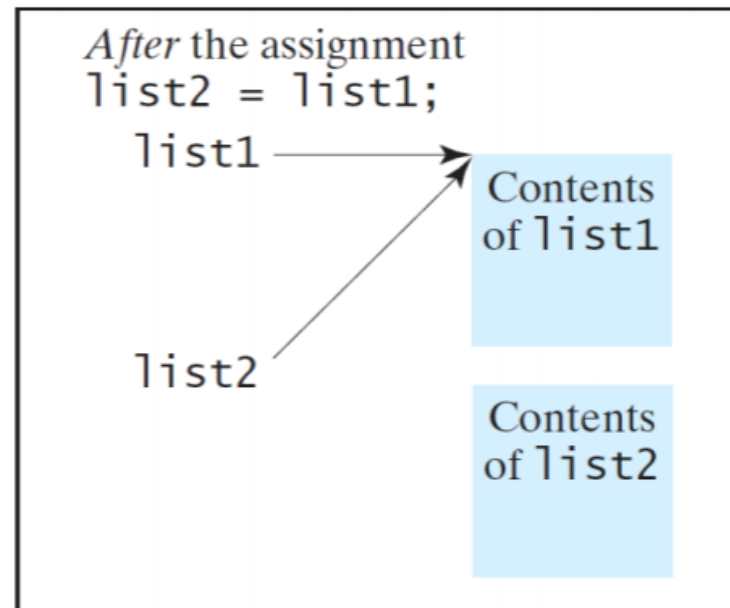 After the assignment
list2 = list1;
list1
Contents
of list1
list2
Contents
of list2